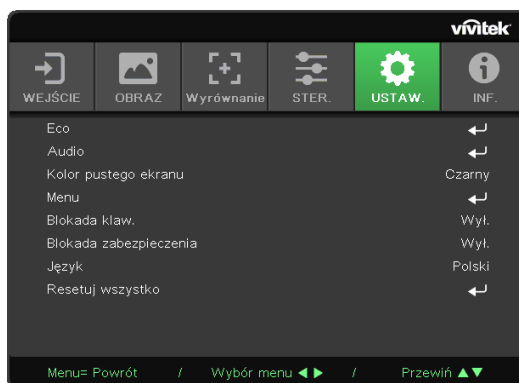 vivitek
WEJŚCIE OBRAZ Wyrównanie STER. USTAW. INF.
Eco
Audio
Kolor pustego ekranu Czarny
Menu
Blokada klaw. Wył.
Blokada zabezpieczenia Wył.
Język Polski
Resetuj wszystko
Menu= Powrót / Wybór menu ◀ ▶ / Przewiń ▲▼